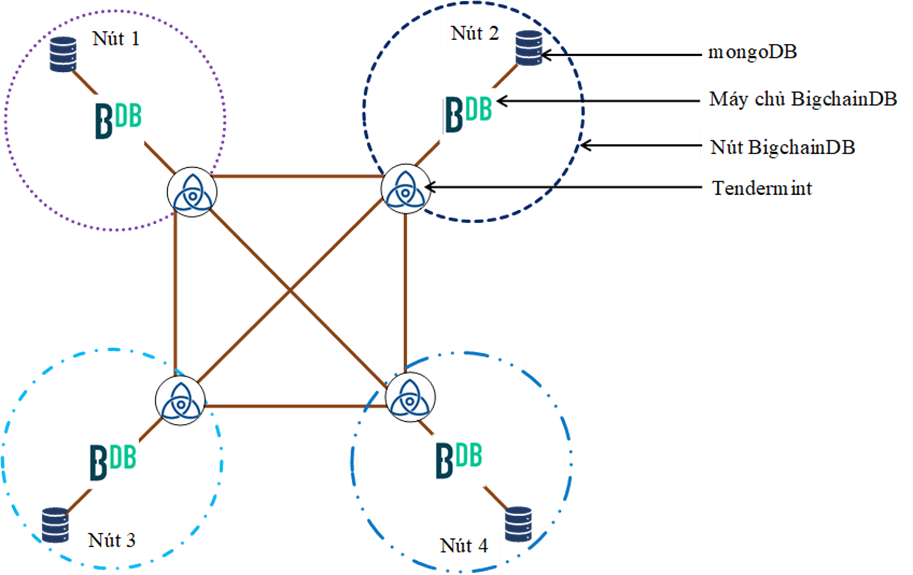 Nút 1
Nút 2
mongoDB
BDB
BDB
Máy chủ BigchainDB
Nút BigchainDB
Tendermint
BDB
BDB
Nút 3
Nút 4